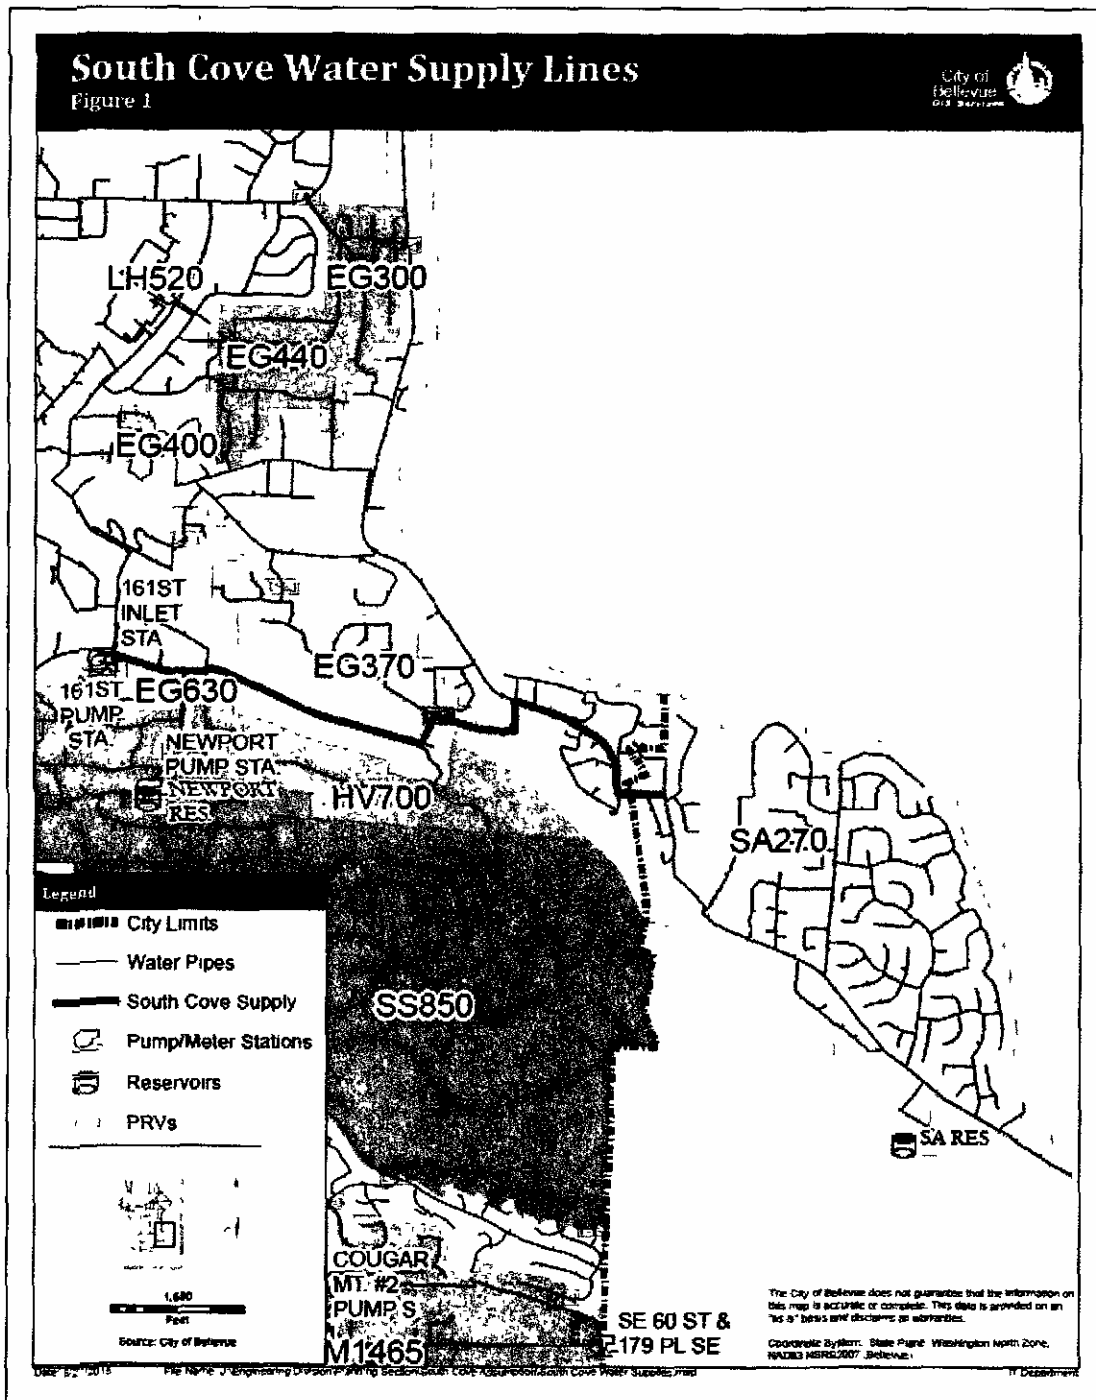 South Cove Water Supply Lines
Figure 1
City of
Bellevue
LH520
EG300
EG440
EG400
161ST
INLET
STA
EG370
161ST
PUMP
STA.
EG630
NEWPORT
PUMP STA.
NEWPORT
RES
HV700
SA270
SS850
SA RES
Legend
City Limits
Water Pipes
South Cove Supply
Pump/Meter Stations
Reservoirs
PRVs
Feet
Source: City of Bellevue
COUGAR
MT. #2
PUMP S
M1465
SE 60 ST &
179 PL SE
The City of Bellevue does not guarantee that the information on
this map is accurate or complete. This data is provided on an
"as is" basis and disclaims all warranties.
Coordinate System: State Plane Washington North Zone,
IT Department